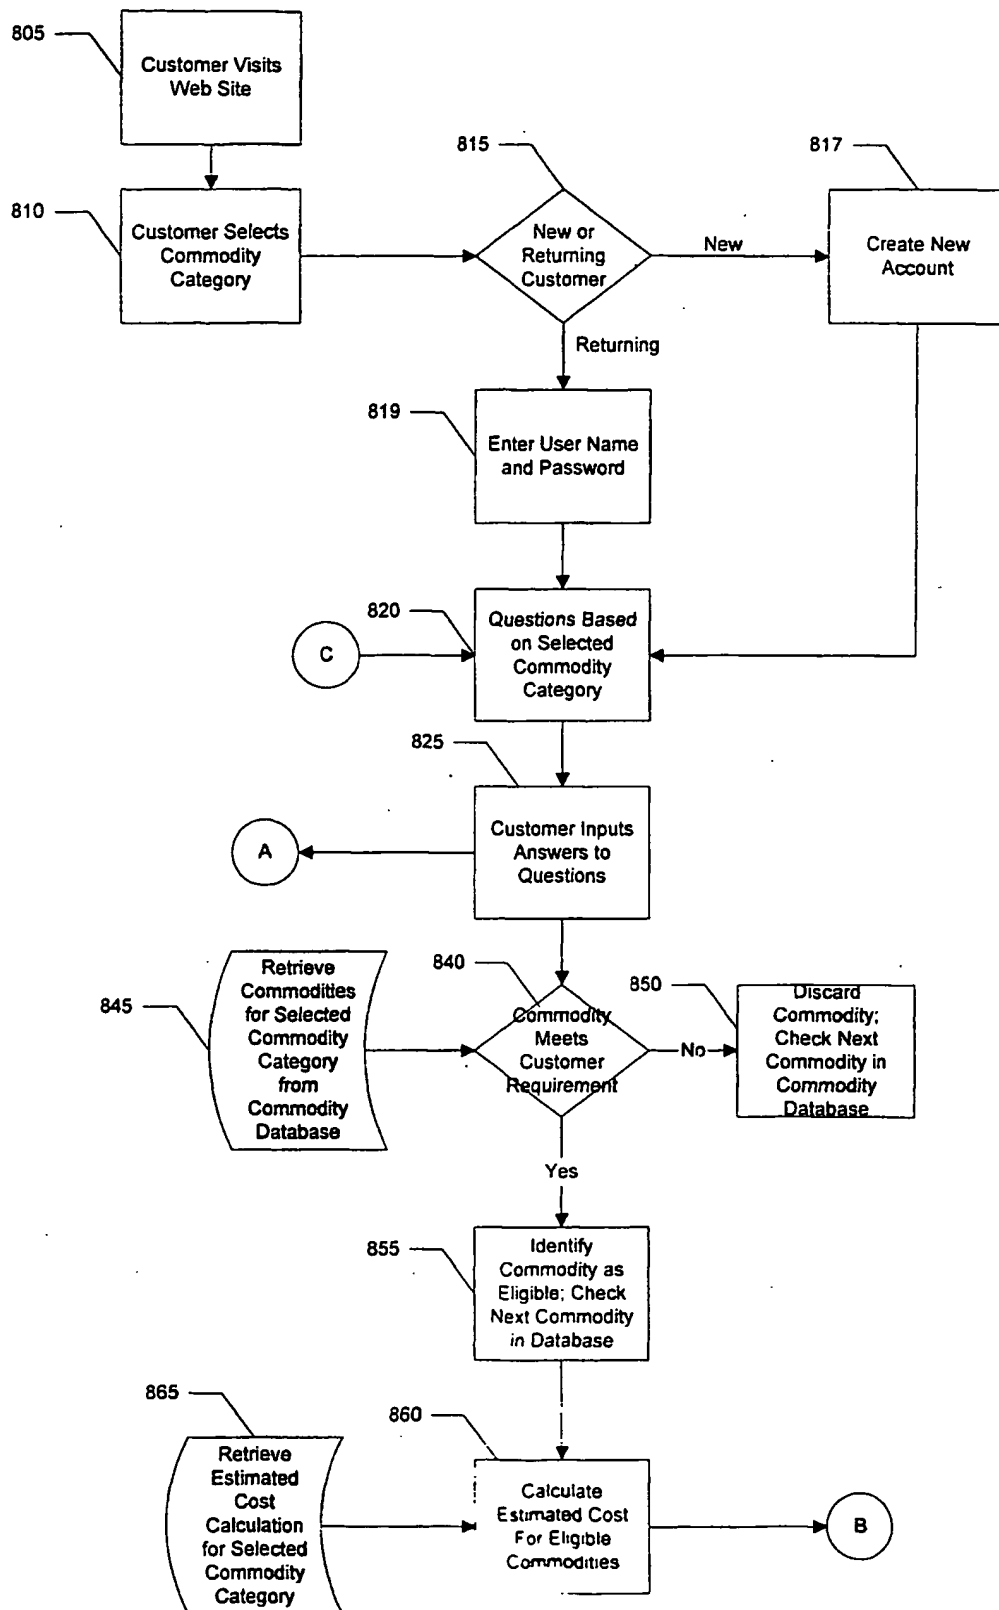 805
Customer Visits
Web Site
810
Customer Selects
Commodity
Category
815
New or
Returning
Customer
New
817
Create New
Account
Returning
819
Enter User Name
and Password
820
Questions Based
on Selected
Commodity
Category
C
825
Customer Inputs
Answers to
Questions
A
840
Commodity
Meets
Customer
Requirement
845
Retrieve
Commodities
for Selected
Commodity
Category
from
Commodity
Database
No
850
Discard
Commodity;
Check Next
Commodity in
Commodity
Database
Yes
855
Identify
Commodity as
Eligible; Check
Next Commodity
in Database
865
Retrieve
Estimated
Cost
Calculation
for Selected
Commodity
Category
860
Calculate
Estimated Cost
For Eligible
Commodities
B